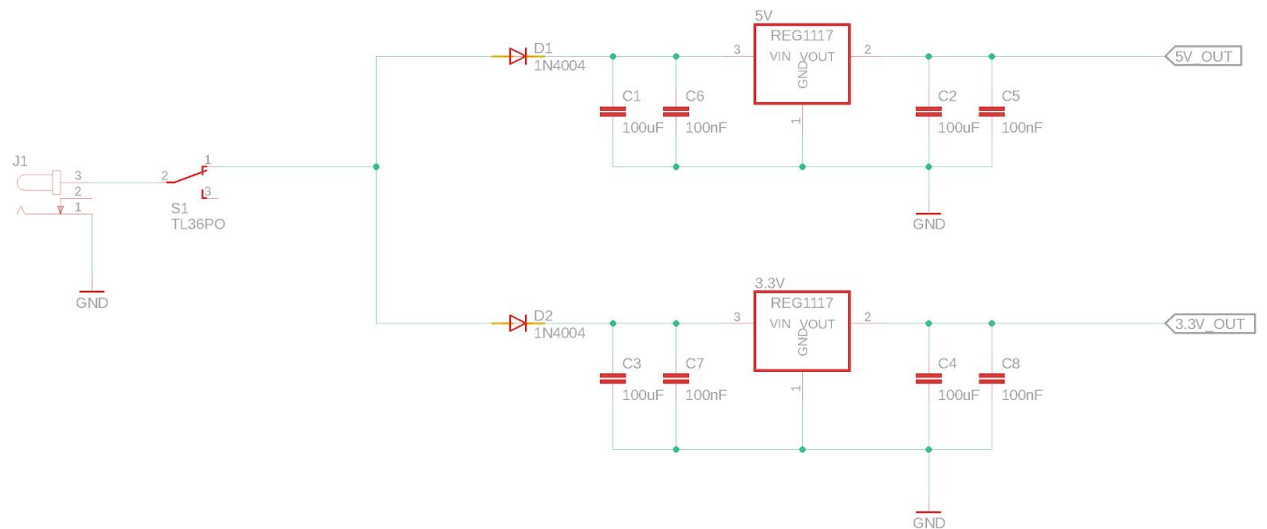 5V
REG1117
VIN VOUT
GND
3
2
1
D1
1N4004
C1
100uF
C6
100nF
C2
100uF
C5
100nF
5V_OUT
GND
J1
3
2
1
GND
2
1
3
S1
TL36PO
D2
1N4004
3.3V
REG1117
VIN VOUT
GND
3
2
1
C3
100uF
C7
100nF
C4
100uF
C8
100nF
3.3V_OUT
GND